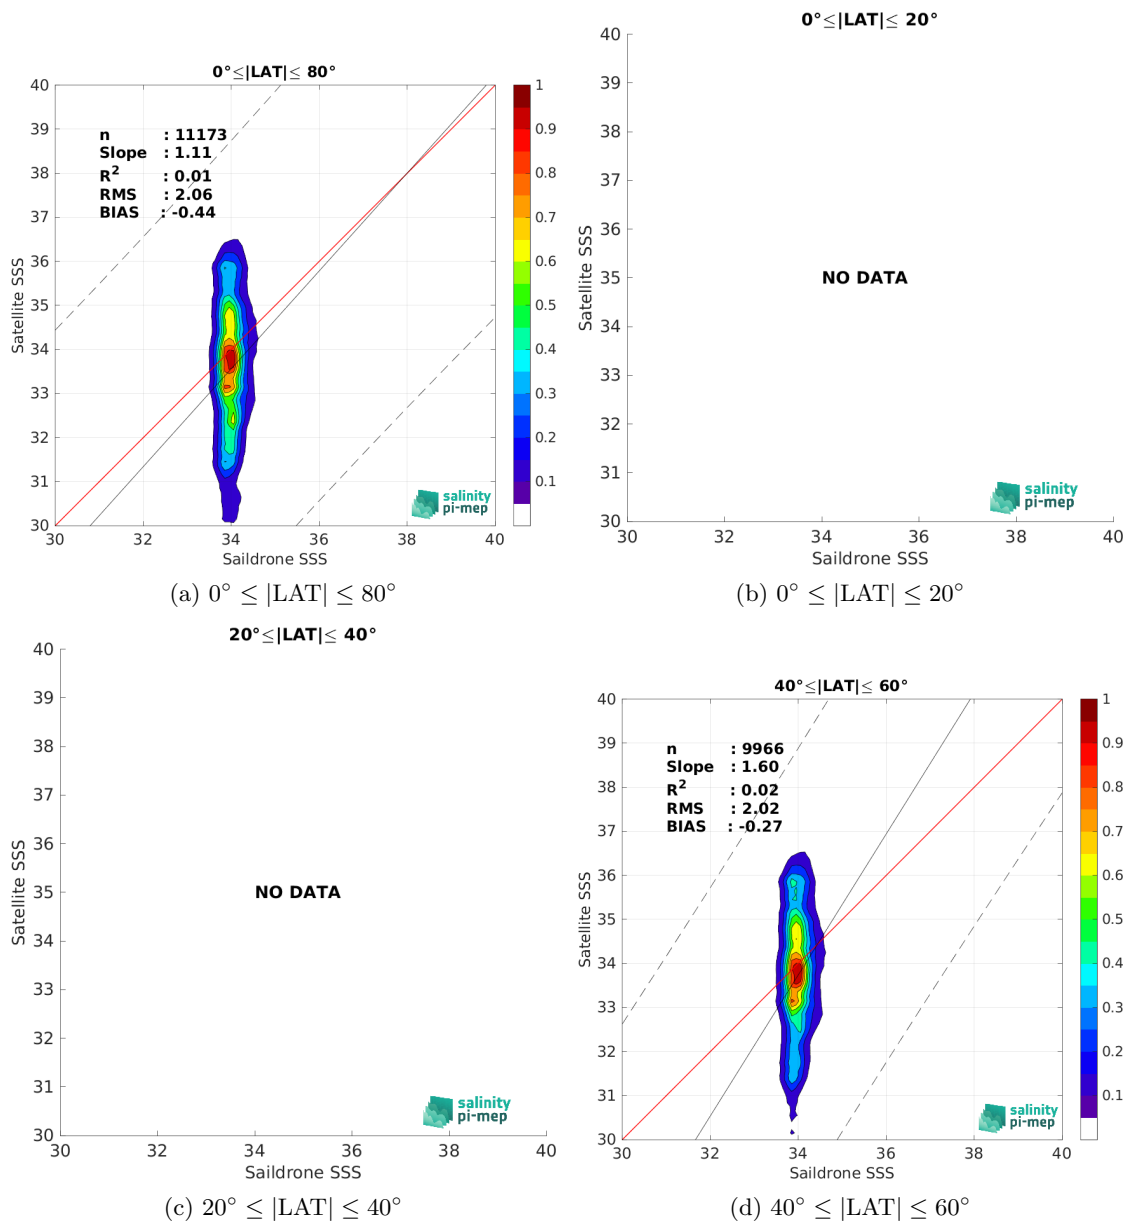 0°≤|LAT|≤ 80°
40
39
38
37
36
35
34
33
32
31
30
Satellite SSS
n : 11173
Slope : 1.11
R² : 0.01
RMS : 2.06
BIAS : -0.44
salinity
pi-mep
30 32 34 36 38 40
Saildrone SSS
1
0.9
0.8
0.7
0.6
0.5
0.4
0.3
0.2
0.1
(a) 0° ≤ |LAT| ≤ 80°
0°≤|LAT|≤ 20°
40
39
38
37
36
35
34
33
32
31
30
Satellite SSS
NO DATA
salinity
pi-mep
30 32 34 36 38 40
Saildrone SSS
(b) 0° ≤ |LAT| ≤ 20°
20°≤|LAT|≤ 40°
40
39
38
37
36
35
34
33
32
31
30
Satellite SSS
NO DATA
salinity
pi-mep
30 32 34 36 38 40
Saildrone SSS
(c) 20° ≤ |LAT| ≤ 40°
40°≤|LAT|≤ 60°
40
39
38
37
36
35
34
33
32
31
30
Satellite SSS
n : 9966
Slope : 1.60
R² : 0.02
RMS : 2.02
BIAS : -0.27
salinity
pi-mep
30 32 34 36 38 40
Saildrone SSS
1
0.9
0.8
0.7
0.6
0.5
0.4
0.3
0.2
0.1
(d) 40° ≤ |LAT| ≤ 60°